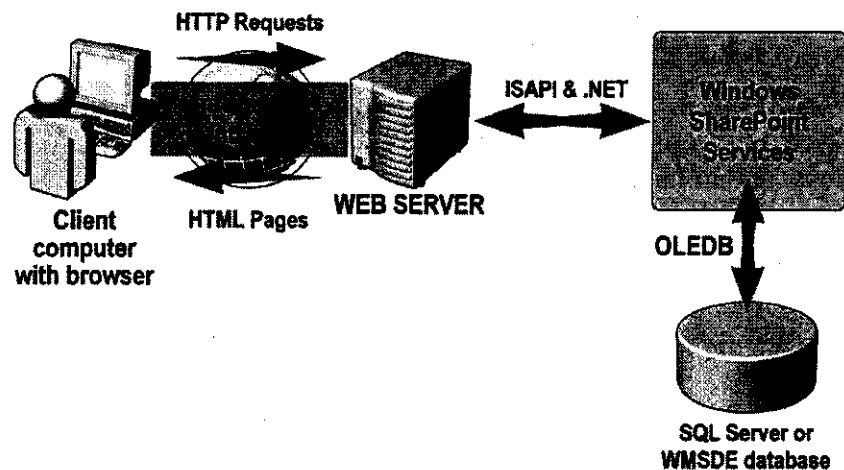 HTTP Requests
ISAPI & .NET
Windows
SharePoint
Services
WEB SERVER
HTML Pages
Client
computer
with browser
OLEDB
SQL Server or
WMSDE database